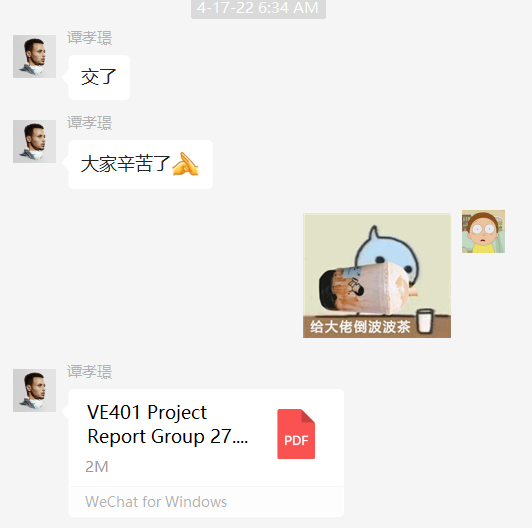 4-17-22 6:34 AM
谭孝璟
交了
谭孝璟
大家辛苦了
给大佬倒波波茶
谭孝璟
VE401 Project
Report Group 27....
PDF
2M
WeChat for Windows